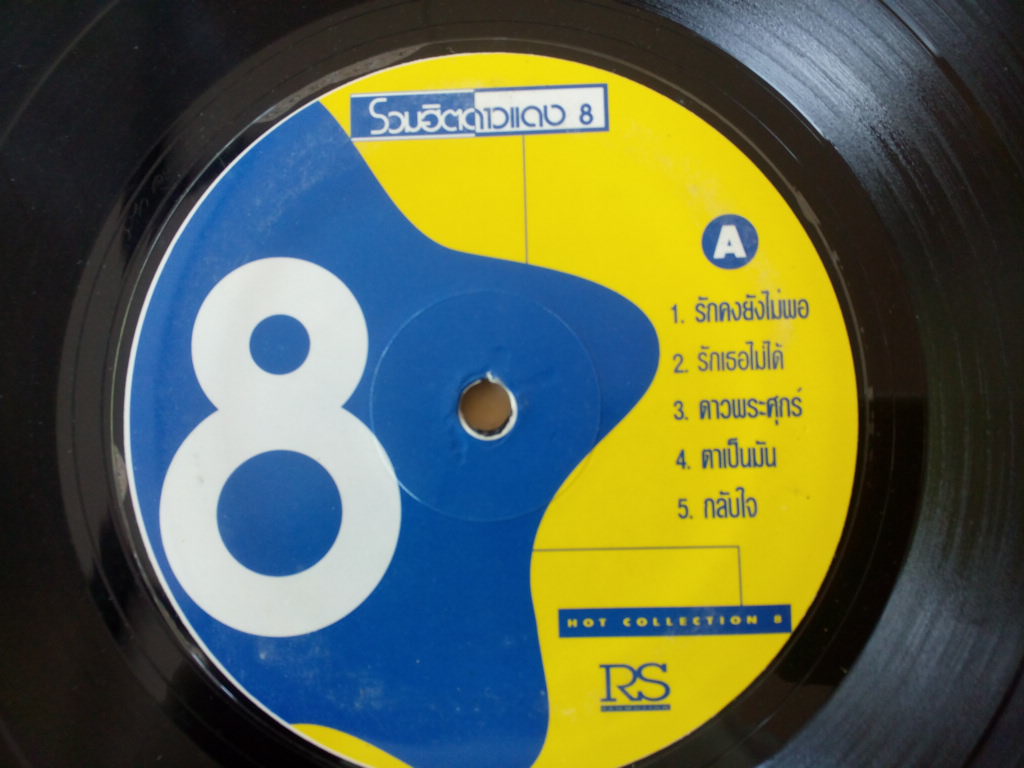 รวมฮิตดาวแดง 8
A
1. รักคงยังไม่พอ
2. รักเธอไม่ได้
3. ดาวพระศุกร์
4. ตาเป็นมัน
5. กลับใจ
8
HOT COLLECTION 8
RS
PROMOTION